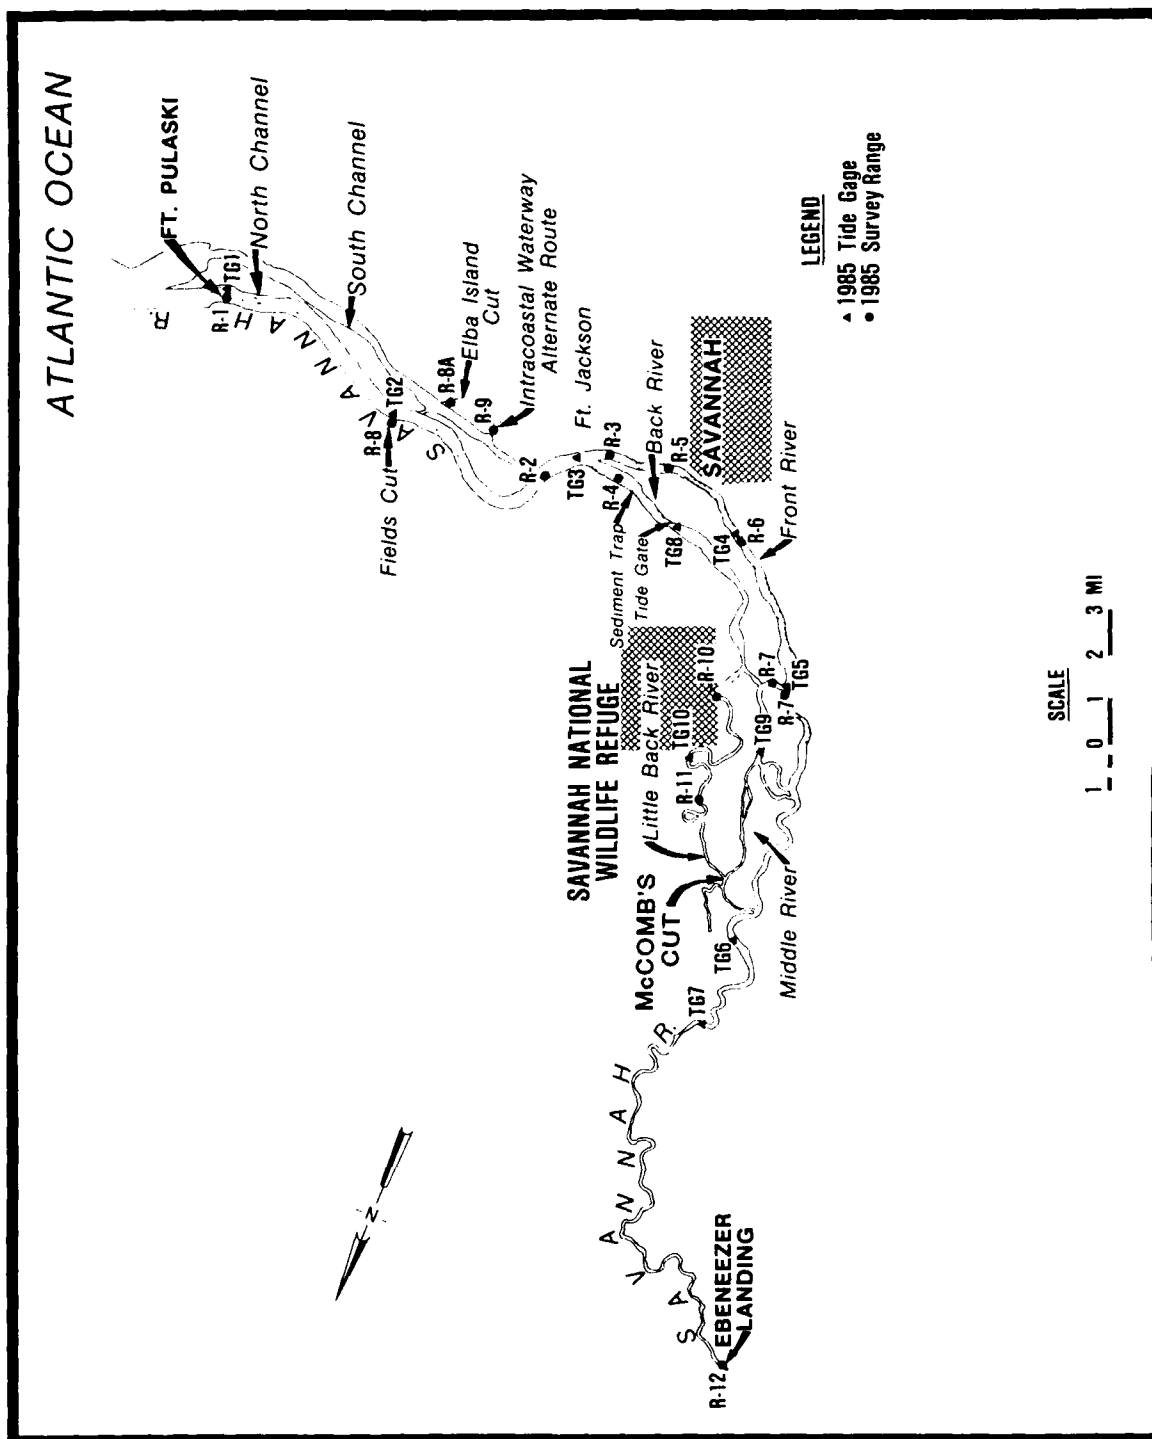 ATLANTIC OCEAN
FT. PULASKI
North Channel
TG1
R-1
SAVANNAH R.
South Channel
Elba Island
Cut
Intracoastal Waterway
Alternate Route
R-8A
TG2
R-8
R-9
Fields Cut
R-2
Ft. Jackson
TG3
R-3
R-4
Back River
R-5
SAVANNAH
Sediment Trap
Tide Gate
TG8
TG4
R-6
Front River
SAVANNAH NATIONAL
WILDLIFE REFUGE
Little Back River
R-10
TG10
R-11
R-7
TG5
R-7
TG9
McCOMB'S
CUT
Middle River
TG6
TG7
SAVANNAH R.
EBENEEZER
LANDING
R-12
N
LEGEND
▲ 1985 Tide Gage
● 1985 Survey Range
SCALE
1 0 1 2 3 MI